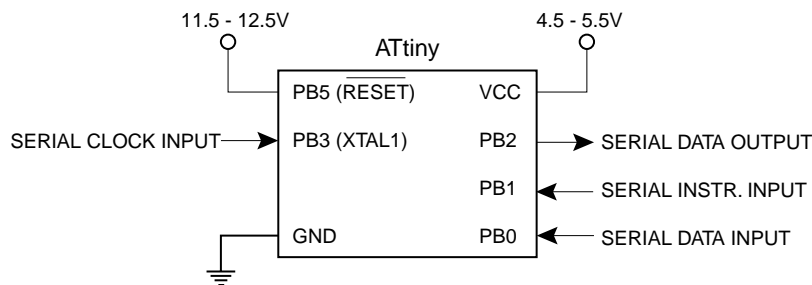 11.5 - 12.5V
4.5 - 5.5V
ATtiny
PB5 (RESET)
VCC
SERIAL CLOCK INPUT
PB3 (XTAL1)
PB2
SERIAL DATA OUTPUT
PB1
SERIAL INSTR. INPUT
GND
PB0
SERIAL DATA INPUT